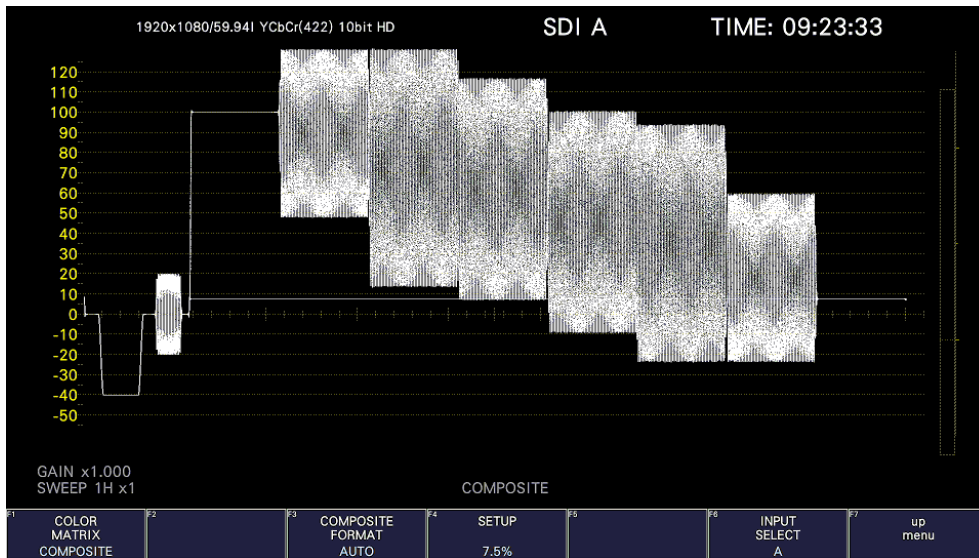 1920x1080/59.94I YCbCr(422) 10bit HD
SDI A
TIME: 09:23:33
120
110
100
90
80
70
60
50
40
30
20
10
0
-10
-20
-30
-40
-50
GAIN x1.000
SWEEP 1H x1
COMPOSITE
F1
COLOR
MATRIX
COMPOSITE
F2
F3
COMPOSITE
FORMAT
AUTO
F4
SETUP
7.5%
F5
F6
INPUT
SELECT
A
F7
up
menu